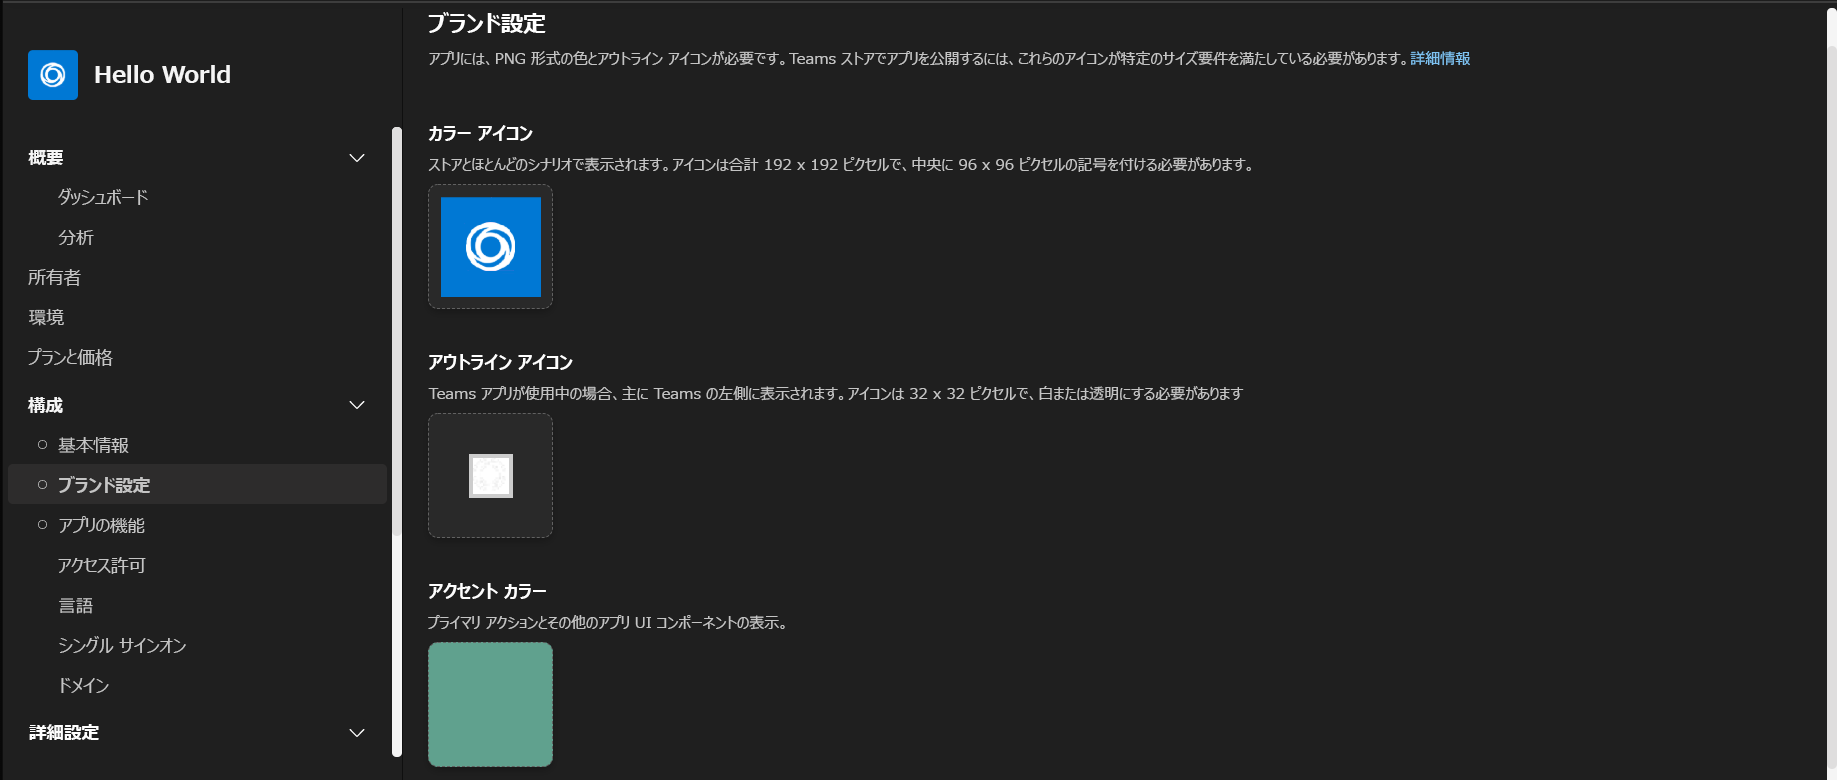 Hello World
概要
ダッシュボード
分析
所有者
環境
プランと価格
構成
基本情報
ブランド設定
アプリの機能
アクセス許可
言語
シングル サインオン
ドメイン
詳細設定
ブランド設定
アプリには、PNG 形式の色とアウトライン アイコンが必要です。Teams ストアでアプリを公開するには、これらのアイコンが特定のサイズ要件を満たしている必要があります。詳細情報
カラー アイコン
ストアとほとんどのシナリオで表示されます。アイコンは合計 192 x 192 ピクセルで、中央に 96 x 96 ピクセルの記号を付ける必要があります。
アウトライン アイコン
Teams アプリが使用中の場合、主に Teams の左側に表示されます。アイコンは 32 x 32 ピクセルで、白または透明にする必要があります
アクセント カラー
プライマリ アクションとその他のアプリ UI コンポーネントの表示。